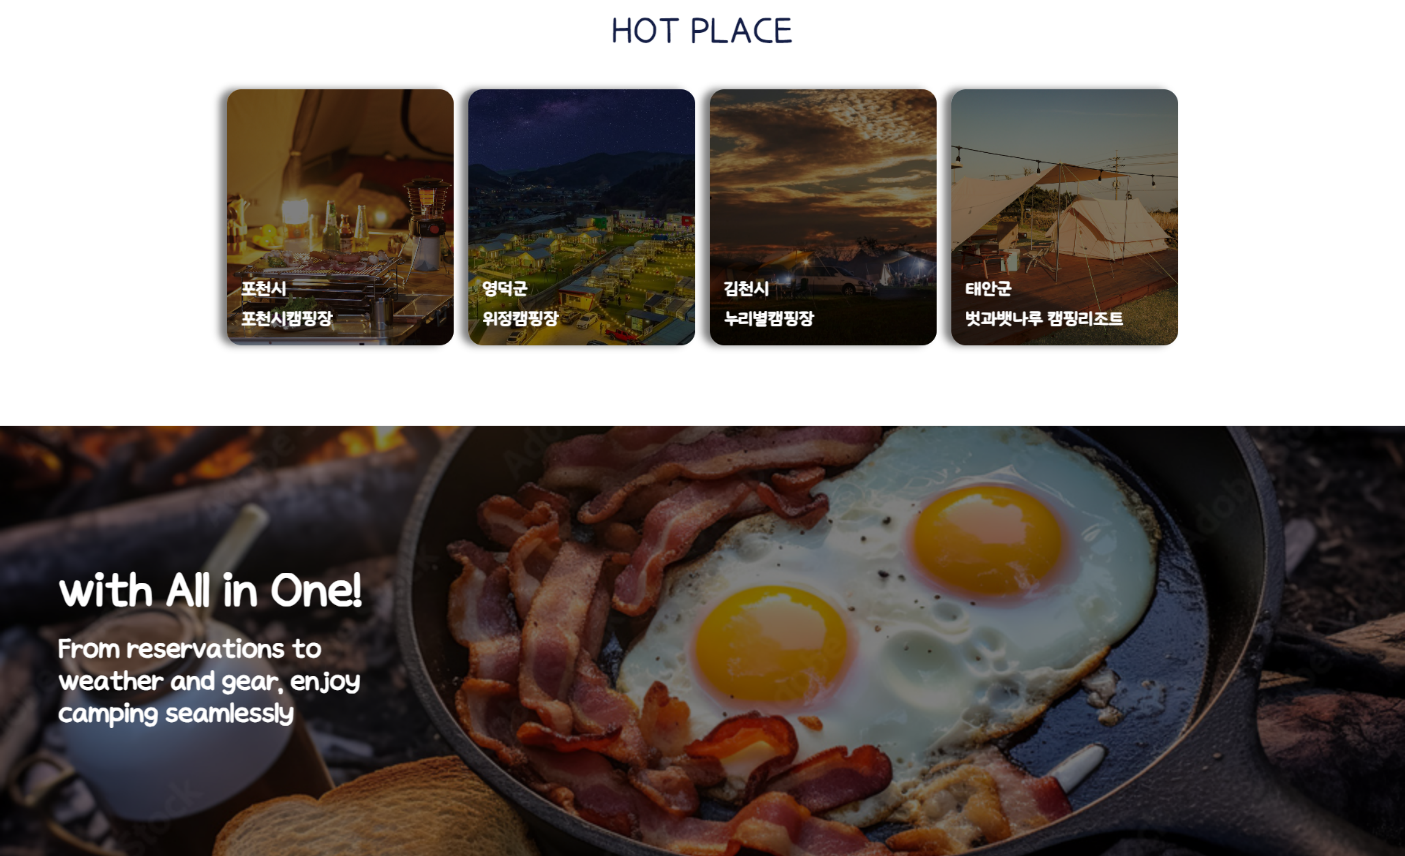 HOT PLACE
포천시
포천시캠핑장
영덕군
위정캠핑장
김천시
누리별캠핑장
태안군
벗과뱃나루 캠핑리조트
with All in One!
From reservations to
weather and gear, enjoy
camping seamlessly